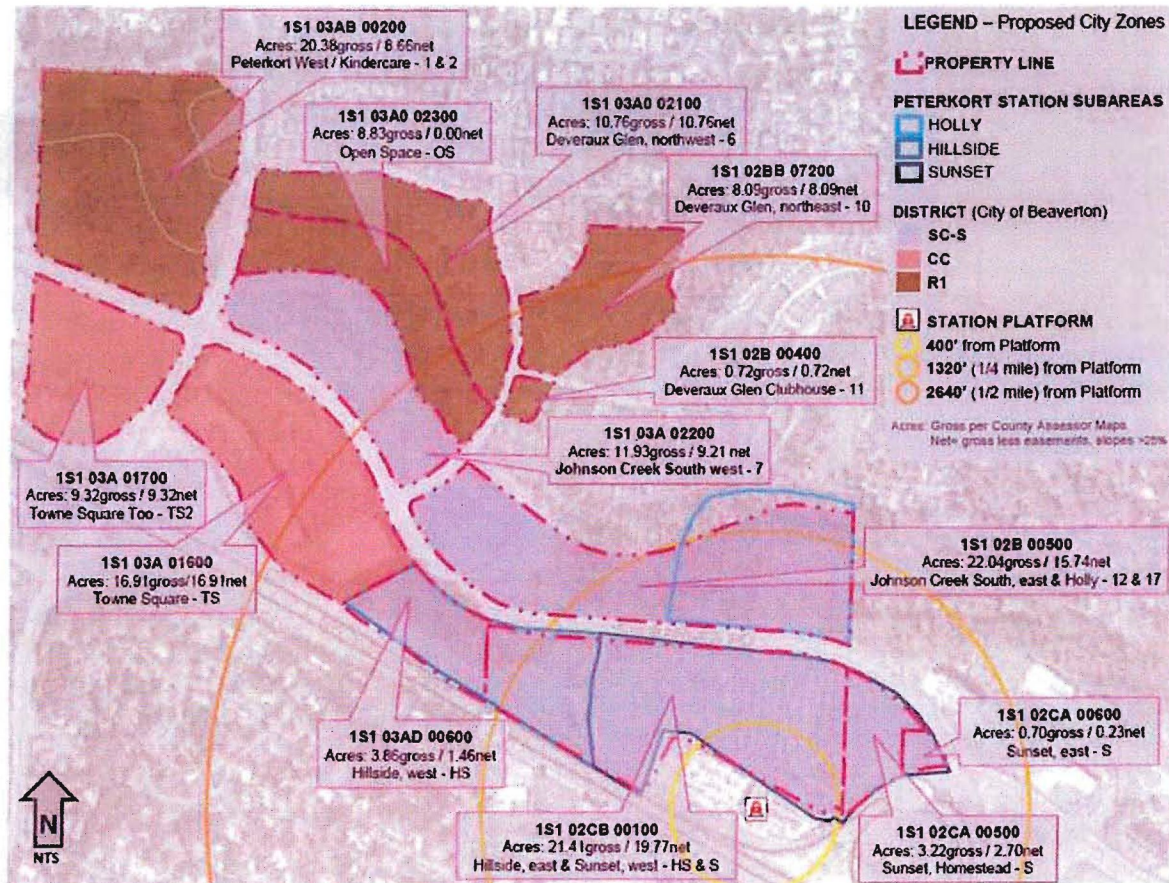 1S1 03AB 00200
Acres: 20.38gross / 8.66net
Peterkort West / Kindercare - 1 & 2
1S1 03A0 02300
Acres: 8.83gross / 0.00net
Open Space - OS
1S1 03A0 02100
Acres: 10.76gross / 10.76net
Deveraux Glen, northwest - 6
1S1 02BB 07200
Acres: 8.09gross / 8.09net
Deveraux Glen, northeast - 10
1S1 02B 00400
Acres: 0.72gross / 0.72net
Deveraux Glen Clubhouse - 11
1S1 03A 02200
Acres: 11.93gross / 9.21 net
Johnson Creek South west - 7
1S1 03A 01700
Acres: 9.32gross / 9.32net
Towne Square Too - TS2
1S1 03A 01600
Acres: 16.91gross/16.91net
Towne Square - TS
1S1 02B 00500
Acres: 22.04gross / 15.74net
Johnson Creek South, east & Holly - 12 & 17
1S1 03AD 00600
Acres: 3.86gross / 1.46net
Hillside, west - HS
1S1 02CA 00600
Acres: 0.70gross / 0.23net
Sunset, east - S
1S1 02CB 00100
Acres: 21.41gross / 19.77net
Hillside, east & Sunset, west - HS & S
1S1 02CA 00500
Acres: 3.22gross / 2.70net
Sunset, Homestead - S
N
NTS
LEGEND – Proposed City Zones
PROPERTY LINE
PETERKORT STATION SUBAREAS
HOLLY
HILLSIDE
SUNSET
DISTRICT (City of Beaverton)
SC-S
CC
R1
STATION PLATFORM
400' from Platform
1320' (1/4 mile) from Platform
2640' (1/2 mile) from Platform
Acres: Gross per County Assessor Maps
Net= gross less easements, slopes >25%